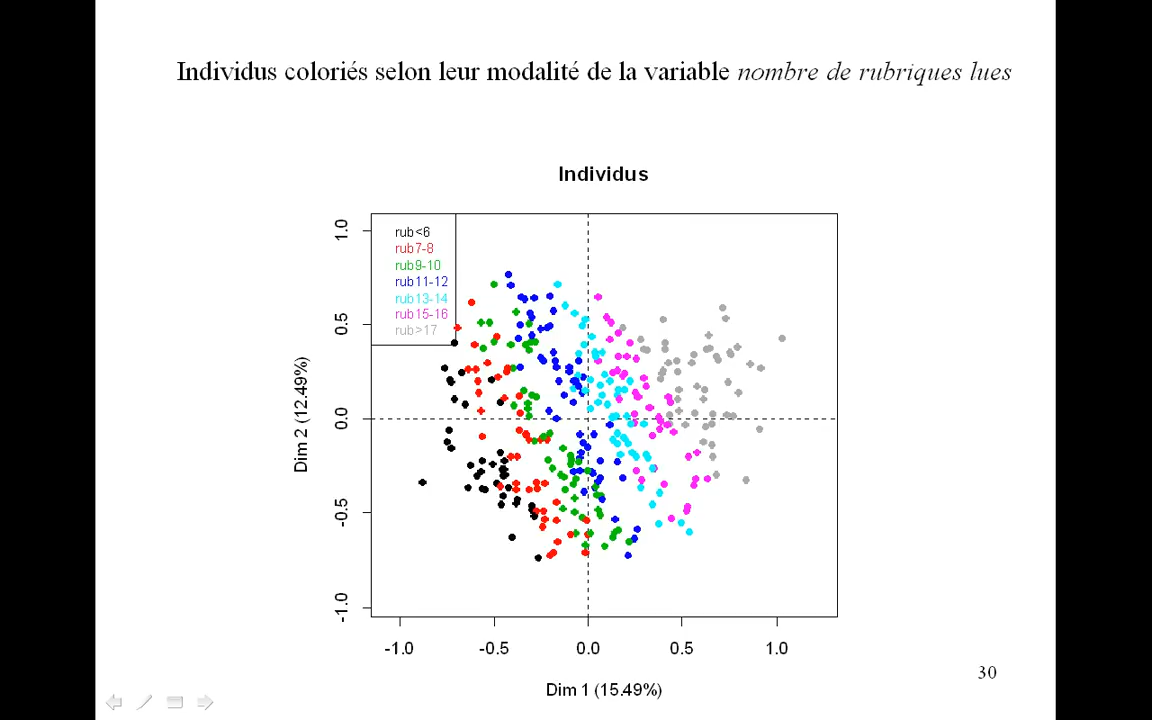 Individus coloriés selon leur modalité de la variable nombre de rubriques lues
Individus
rub<6
rub7-8
rub9-10
rub11-12
rub13-14
rub15-16
rub>17
1.0
0.5
0.0
-0.5
-1.0
Dim 2 (12.49%)
-1.0 -0.5 0.0 0.5 1.0
Dim 1 (15.49%)
30